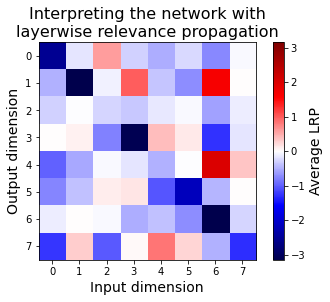 Interpreting the network with
layerwise relevance propagation
0
1
2
3
4
5
6
7
Output dimension
0 1 2 3 4 5 6 7
Input dimension
3
2
1
0
−1
−2
−3
Average LRP